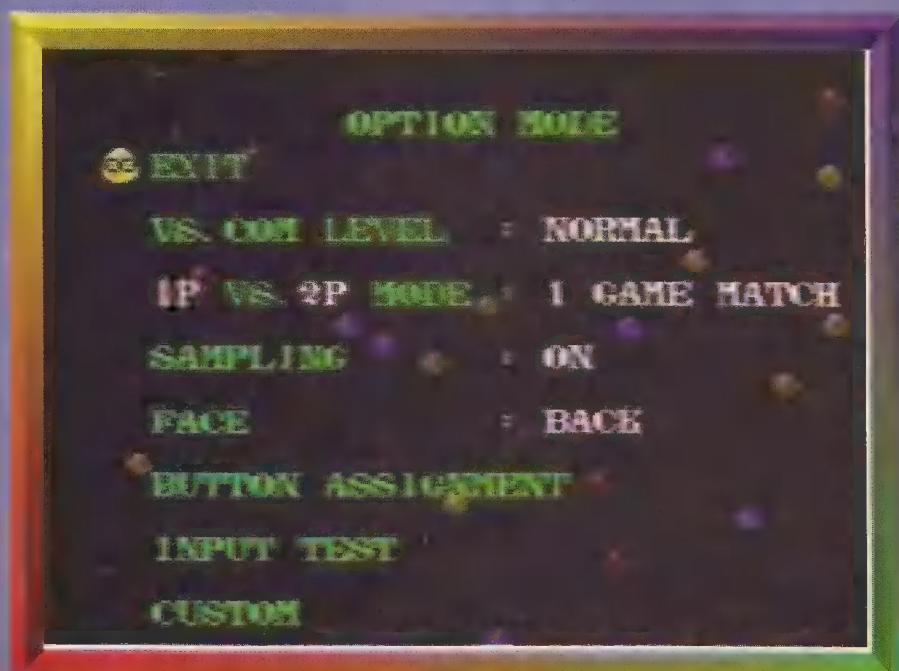 OPTION MODE
EXIT
VS. COM LEVEL : NORMAL
1P VS. 2P MODE : 1 GAME MATCH
SAMPLING : ON
FACE : BACK
BUTTON ASSIGNMENT
INPUT TEST
CUSTOM